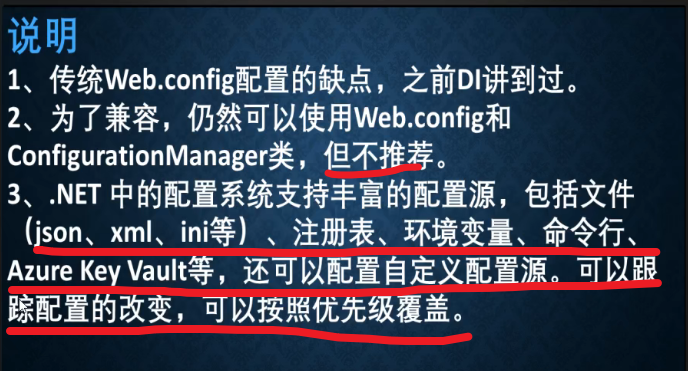 说明
1、传统Web.config配置的缺点，之前DI讲到过。
2、为了兼容，仍然可以使用Web.config和
ConfigurationManager类，但不推荐。
3、.NET 中的配置系统支持丰富的配置源，包括文件
（json、xml、ini等）、注册表、环境变量、命令行、
Azure Key Vault等，还可以配置自定义配置源。可以跟
踪配置的改变，可以按照优先级覆盖。